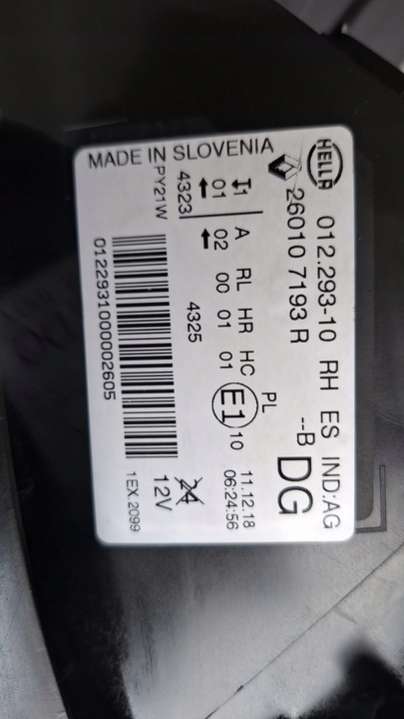 HELLA 012.293-10 RH ES IND:AG
26010 7193 R --B DG
MADE IN SLOVENIA
1 A RL HR HC PL
01 02 00 01 01 E1 10
11.12.18
06:24:56
4323 4325
PY21W
24 12V
01229310000002605
1EX.2099